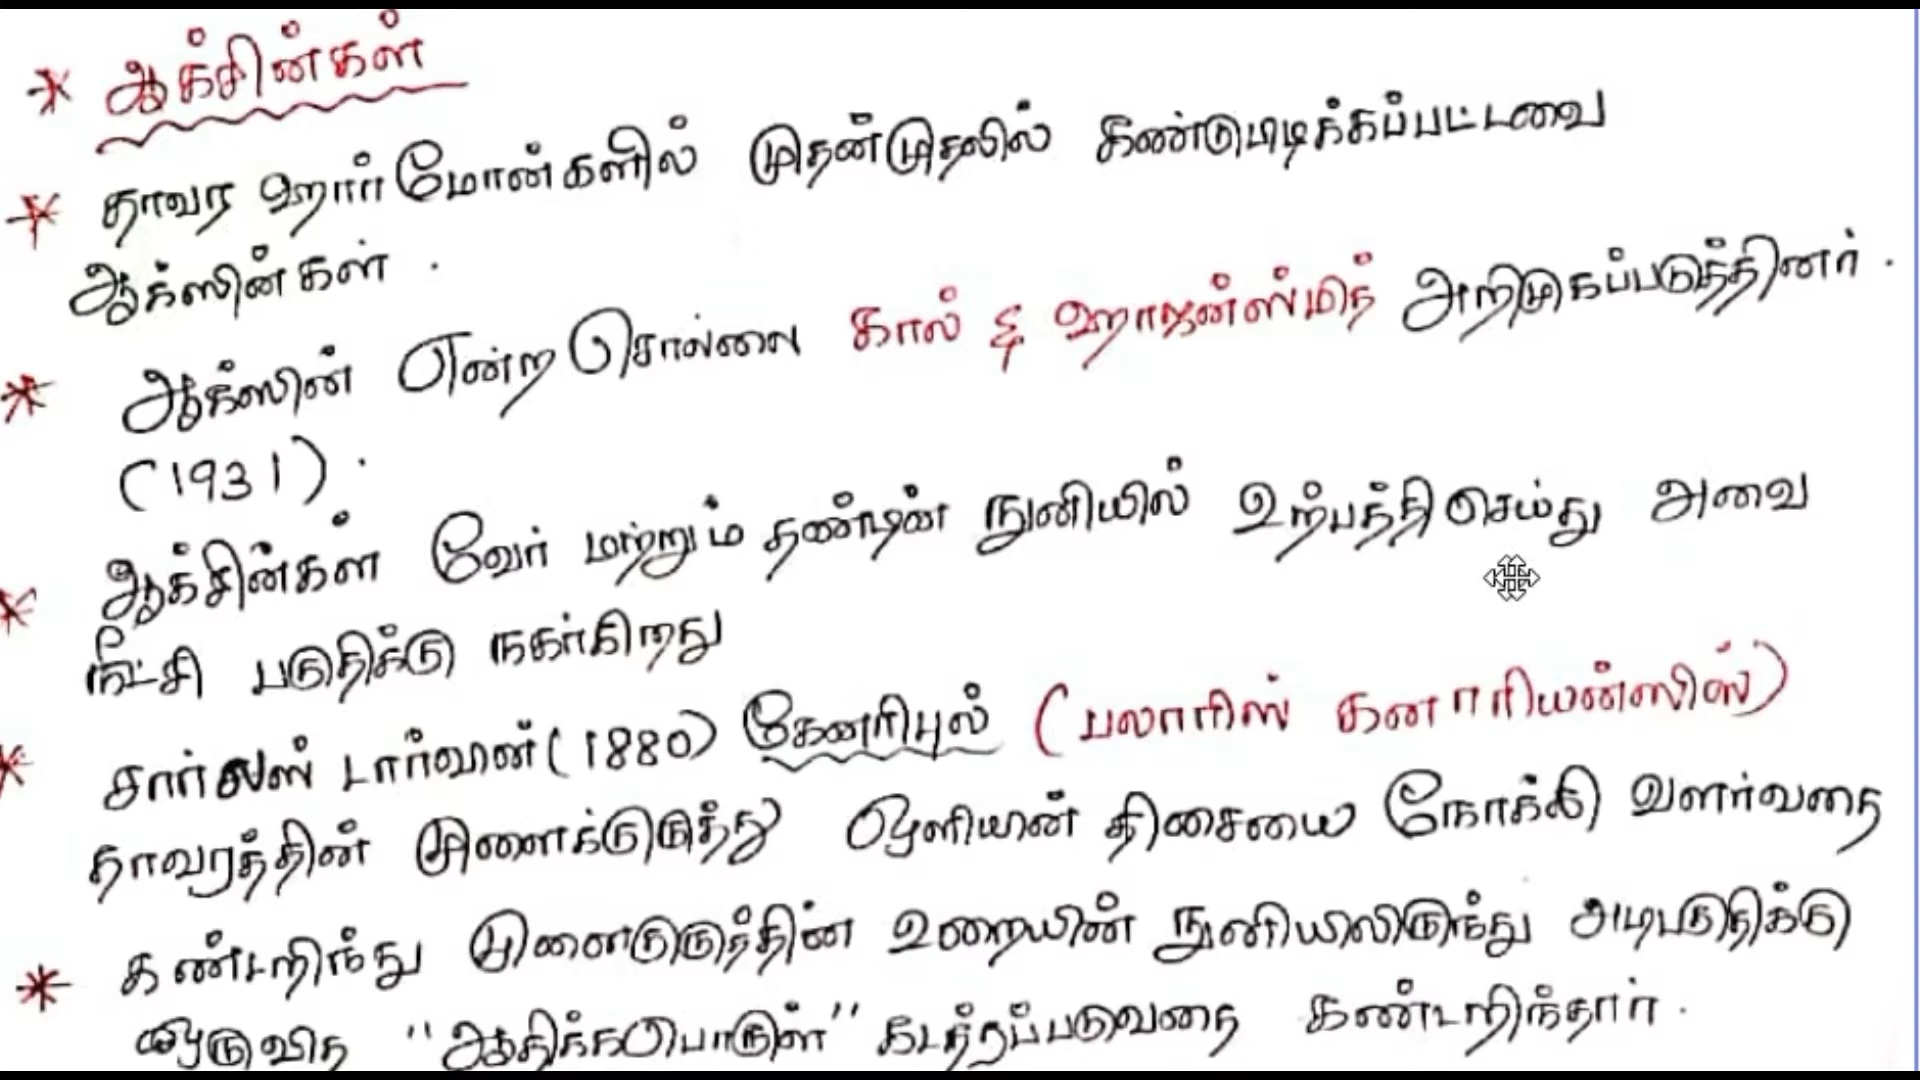 * ஆக்சின்கள்
* தாவர ஹார்மோன்களில் முதன்முதலில் கண்டுபிடிக்கப்பட்டவை
ஆக்ஸின்கள் .
* ஆக்ஸின் என்ற சொல்லை கால் & ஹாஜன்ஸ்மித் அறிமுகப்படுத்தினர் .
(1931) .
* ஆக்சின்கள் வேர் மற்றும் தண்டின் நுனியில் உற்பத்தி செய்து அவை
நீட்சி பகுதிக்கு நகர்கிறது
* சார்லஸ் டார்வின் (1880) கேனரிபுல் (பலாரிஸ் கனாரியன்ஸிஸ்)
தாவரத்தின் முளைக்குருத்து ஒளியின் திசையை நோக்கி வளர்வதை
* கண்டறிந்து முளைகுருத்தின் உறையின் நுனியிலிருந்து அடிபகுதிக்கு
ஒருவித "ஆதிக்கபொருள்" கடத்தப்படுவதை கண்டறிந்தார் .